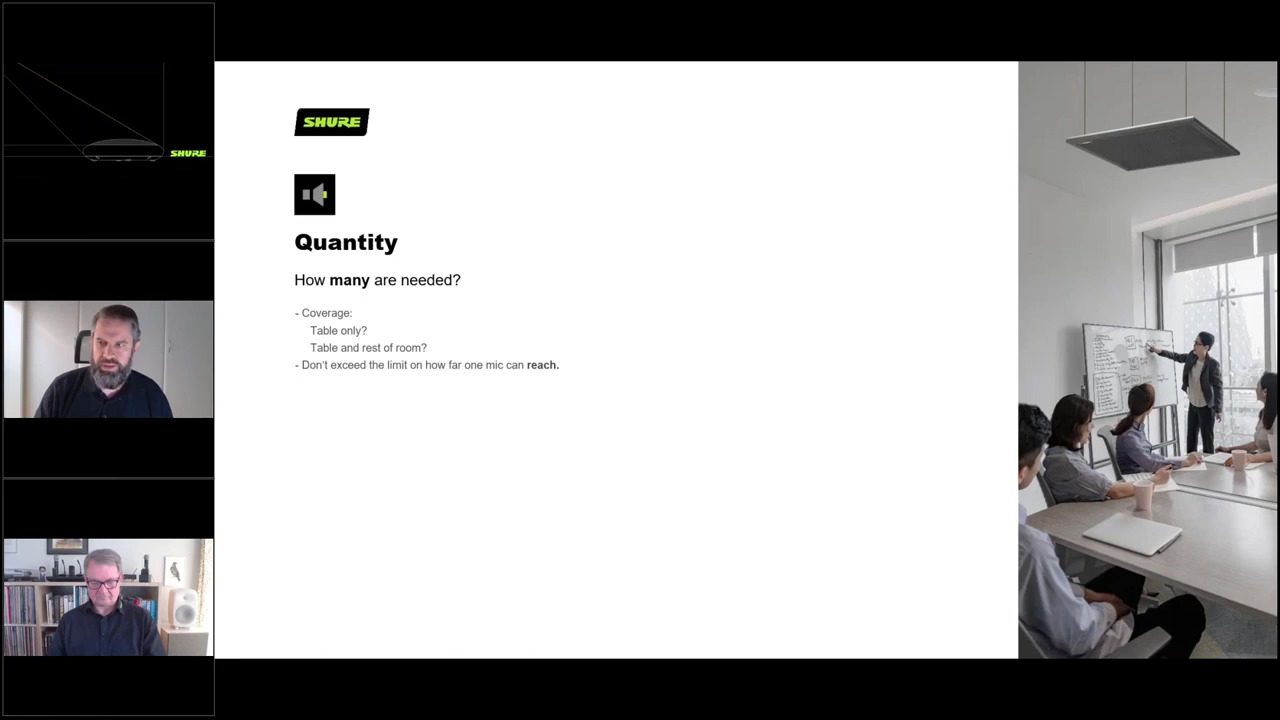 SHURE
SHURE
Quantity
How many are needed?
- Coverage:
Table only?
Table and rest of room?
- Don't exceed the limit on how far one mic can reach.